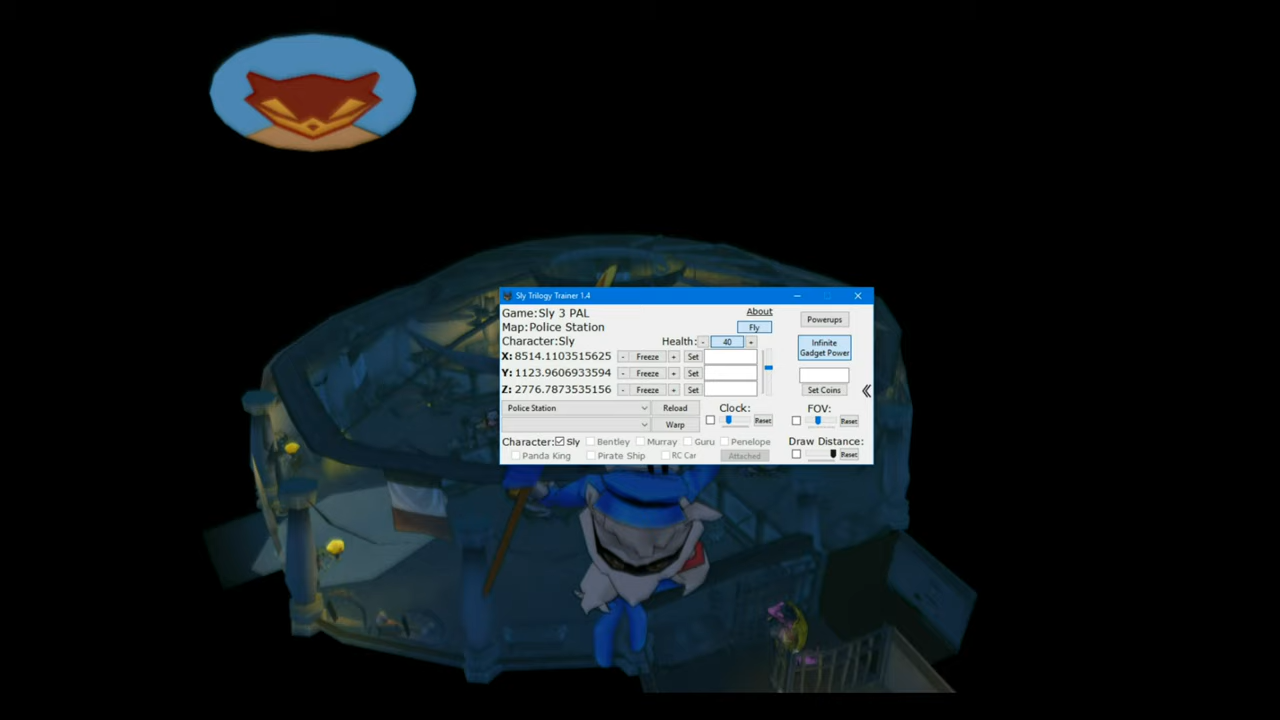 Sly Trilogy Trainer 1.4
Game:Sly 3 PAL
About
Map:Police Station
Fly
Powerups
Character:Sly
Health: - 40 +
Infinite
Gadget Power
X: 8514.1103515625 - Freeze + Set
Y: 1123.9606933594 - Freeze + Set
Z: 2776.7873535156 - Freeze + Set
Set Coins
Police Station
Reload
Clock:
Reset
FOV:
Reset
Warp
Character: Sly Bentley Murray Guru Penelope
Panda King Pirate Ship RC Car Attached
Draw Distance:
Reset